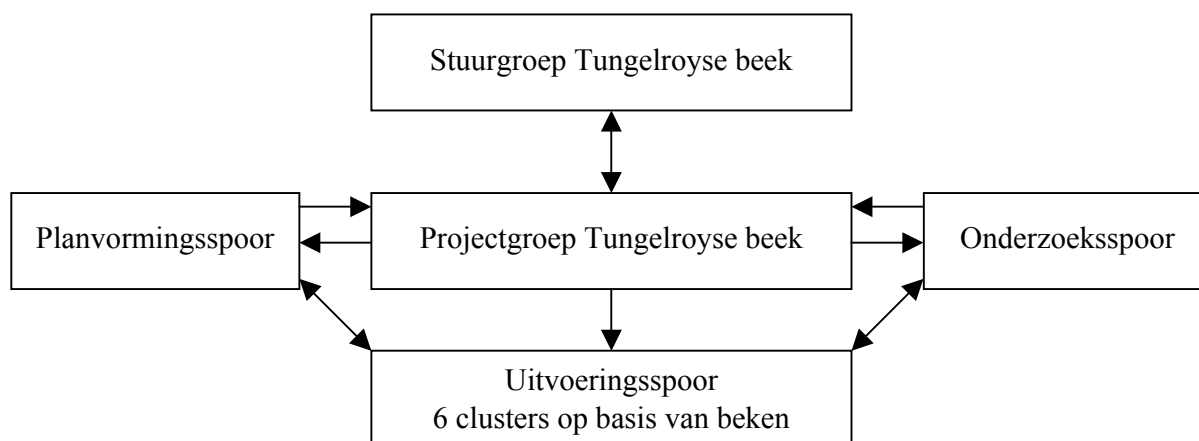 Stuurgroep Tungelroyse beek
Planvormingsspoor
Projectgroep Tungelroyse beek
Onderzoeksspoor
Uitvoeringsspoor
6 clusters op basis van beken